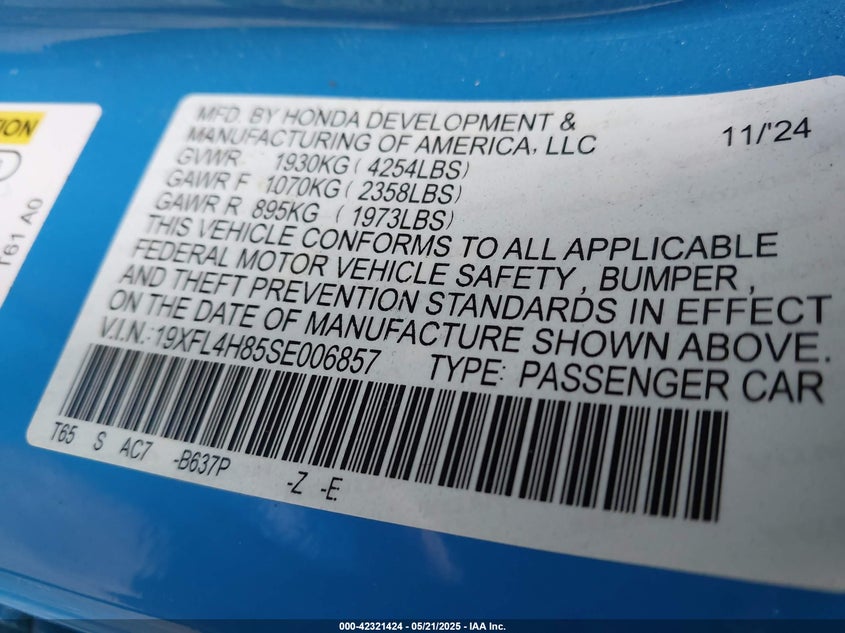 TION
T61 A0
MFD. BY HONDA DEVELOPMENT &
MANUFACTURING OF AMERICA, LLC 11/'24
GVWR 1930KG ( 4254LBS)
GAWR F 1070KG ( 2358LBS)
GAWR R 895KG ( 1973LBS)
THIS VEHICLE CONFORMS TO ALL APPLICABLE
FEDERAL MOTOR VEHICLE SAFETY , BUMPER ,
AND THEFT PREVENTION STANDARDS IN EFFECT
ON THE DATE OF MANUFACTURE SHOWN ABOVE.
V.I.N.:19XFL4H85SE006857 TYPE: PASSENGER CAR
T65 S AC7 -B637P -Z -E
000-42321424 - 05/21/2025 - IAA Inc.